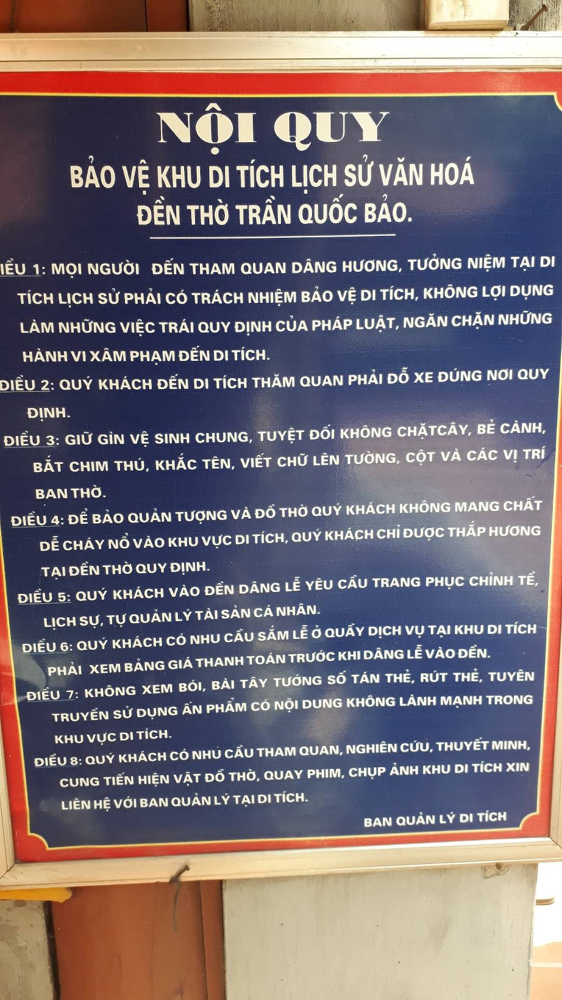 NỘI QUY
BẢO VỆ KHU DI TÍCH LỊCH SỬ VĂN HOÁ
ĐỀN THỜ TRẦN QUỐC BẢO.
IỀU 1: MỌI NGƯỜI ĐẾN THAM QUAN DÂNG HƯƠNG, TƯỞNG NIỆM TẠI DI
TÍCH LỊCH SỬ PHẢI CÓ TRÁCH NHIỆM BẢO VỆ DI TÍCH, KHÔNG LỢI DỤNG
LÀM NHỮNG VIỆC TRÁI QUY ĐỊNH CỦA PHÁP LUẬT, NGĂN CHẶN NHỮNG
HÀNH VI XÂM PHẠM ĐẾN DI TÍCH.
ĐIỀU 2: QUÝ KHÁCH ĐẾN DI TÍCH THĂM QUAN PHẢI ĐỖ XE ĐÚNG NƠI QUY
ĐỊNH.
ĐIỀU 3: GIỮ GÌN VỆ SINH CHUNG, TUYỆT ĐỐI KHÔNG CHẶTCÂY, BẺ CÀNH,
BẮT CHIM THÚ, KHẮC TÊN, VIẾT CHỮ LÊN TƯỜNG, CỘT VÀ CÁC VỊ TRÍ
BAN THỜ.
ĐIỀU 4: ĐỂ BẢO QUẢN TƯỢNG VÀ ĐỒ THỜ QUÝ KHÁCH KHÔNG MANG CHẤT
DỄ CHÁY NỔ VÀO KHU VỰC DI TÍCH, QUÝ KHÁCH CHỈ ĐƯỢC THẮP HƯƠNG
TẠI ĐỀN THỜ QUY ĐỊNH.
ĐIỀU 5: QUÝ KHÁCH VÀO ĐỀN DÂNG LỄ YÊU CẦU TRANG PHỤC CHỈNH TỀ,
LỊCH SỰ, TỰ QUẢN LÝ TÀI SẢN CÁ NHÂN.
ĐIỀU 6: QUÝ KHÁCH CÓ NHU CẦU SẮM LỄ Ở QUẦY DỊCH VỤ TẠI KHU DI TÍCH
PHẢI XEM BẢNG GIÁ THANH TOÁN TRƯỚC KHI DÂNG LỄ VÀO ĐỀN.
ĐIỀU 7: KHÔNG XEM BÓI, BÀI TÂY TƯỚNG SỐ TÁN THẺ, RÚT THẺ, TUYÊN
TRUYỀN SỬ DỤNG ẤN PHẨM CÓ NỘI DUNG KHÔNG LÀNH MẠNH TRONG
KHU VỰC DI TÍCH.
ĐIỀU 8: QUÝ KHÁCH CÓ NHU CẦU THAM QUAN, NGHIÊN CỨU, THUYẾT MINH,
CUNG TIẾN HIỆN VẬT ĐỒ THỜ, QUAY PHIM, CHỤP ẢNH KHU DI TÍCH XIN
LIÊN HỆ VỚI BAN QUẢN LÝ TẠI DI TÍCH.
BAN QUẢN LÝ DI TÍCH